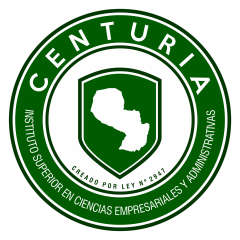 CENTURIA
CREADO POR LEY Nº 2947
INSTITUTO SUPERIOR EN CIENCIAS EMPRESARIALES Y ADMINISTRATIVAS